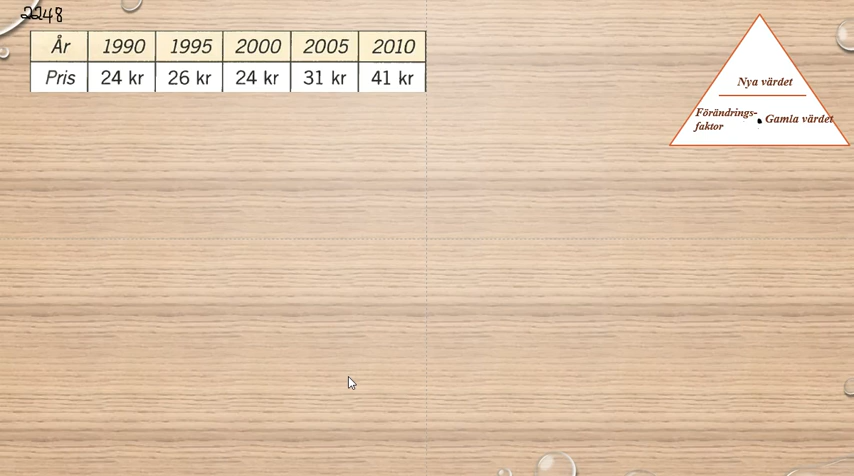 2248
År 1990 1995 2000 2005 2010
Pris 24 kr 26 kr 24 kr 31 kr 41 kr
Nya värdet
Förändrings-
faktor • Gamla värdet